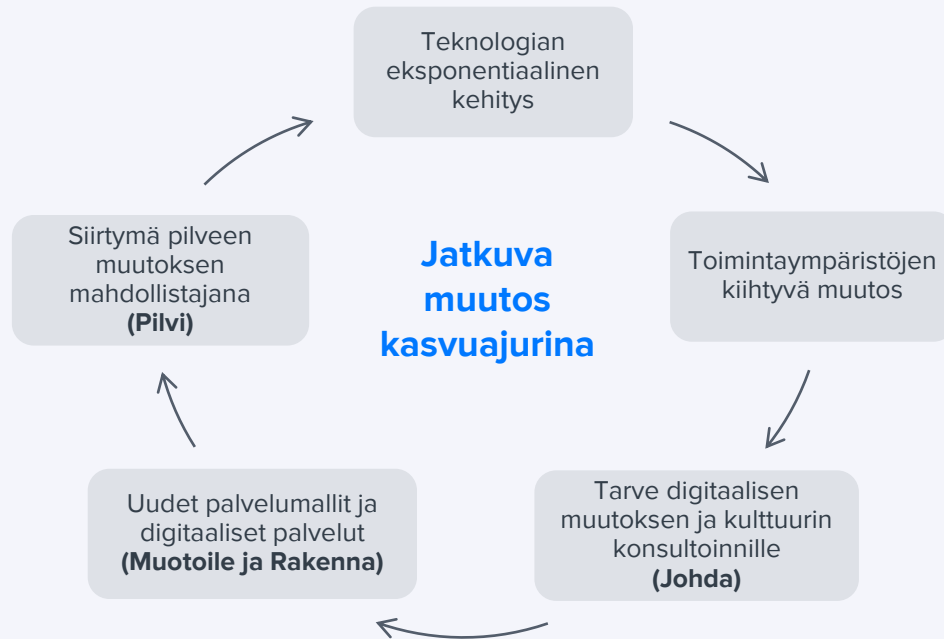 Teknologian
eksponentiaalinen
kehitys
Toimintaympäristöjen
kiihtyvä muutos
Tarve digitaalisen
muutoksen ja kulttuurin
konsultoinnille
(Johda)
Uudet palvelumallit ja
digitaaliset palvelut
(Muotoile ja Rakenna)
Siirtymä pilveen
muutoksen
mahdollistajana
(Pilvi)
Jatkuva
muutos
kasvuajurina